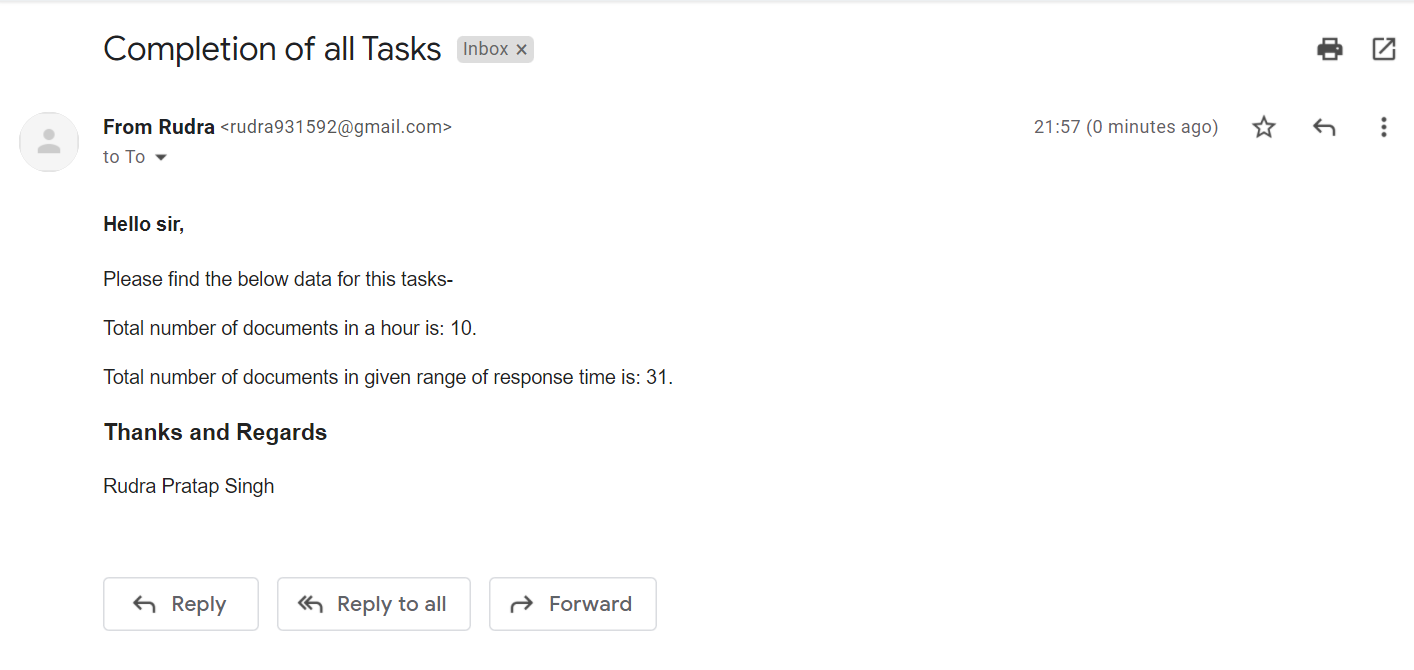 Completion of all Tasks Inbox ×
From Rudra <rudra931592@gmail.com> 21:57 (0 minutes ago)
to To
Hello sir,
Please find the below data for this tasks-
Total number of documents in a hour is: 10.
Total number of documents in given range of response time is: 31.
Thanks and Regards
Rudra Pratap Singh
Reply Reply to all Forward